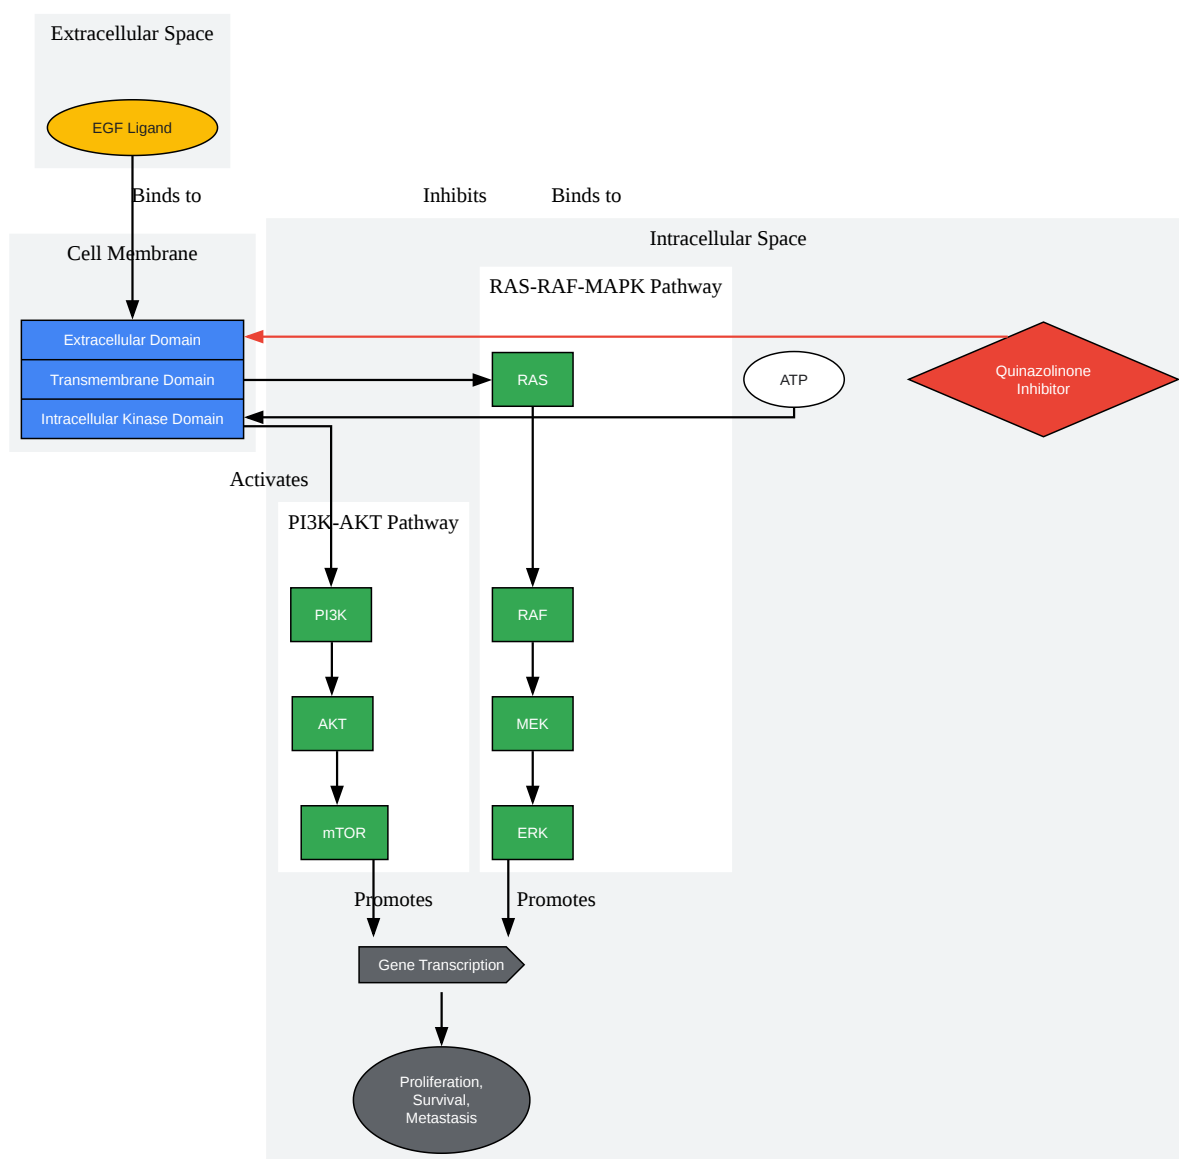 Extracellular Space
EGF Ligand
Binds to
Inhibits
Binds to
Cell Membrane
Intracellular Space
RAS-RAF-MAPK Pathway
Extracellular Domain
Transmembrane Domain
Intracellular Kinase Domain
RAS
ATP
Quinazolinone
Inhibitor
Activates
PI3K-AKT Pathway
PI3K
RAF
AKT
MEK
mTOR
ERK
Promotes
Promotes
Gene Transcription
Proliferation,
Survival,
Metastasis